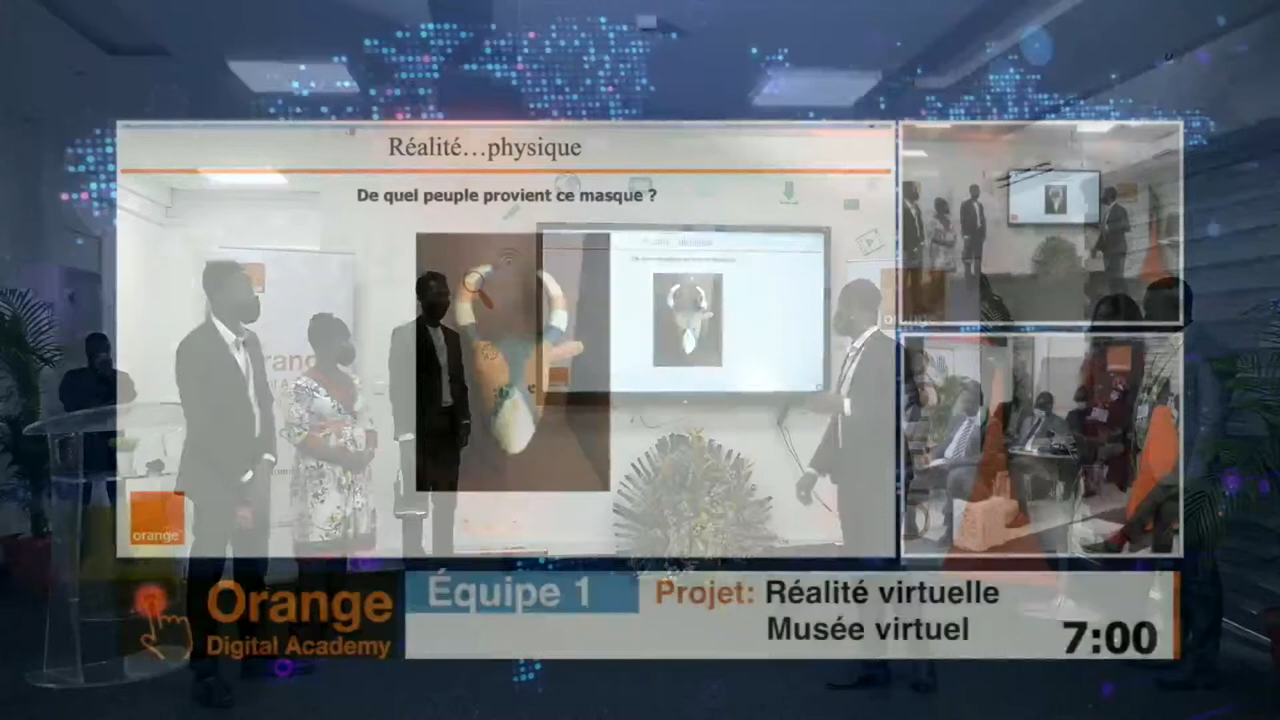 Réalité…physique
De quel peuple provient ce masque ?
orange
orange
Orange
Digital Academy
Équipe 1
Projet: Réalité virtuelle
Musée virtuel
7:00